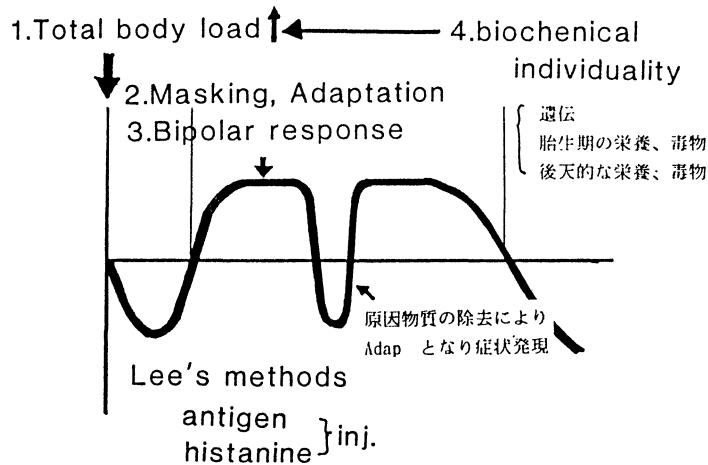 1.Total body load
4.biochenical
individuality
2.Masking, Adaptation
3.Bipolar response
遺伝
胎生期の栄養、毒物
後天的な栄養、毒物
原因物質の除去により
Adap となり症状発現
Lee's methods
antigen
histanine
inj.